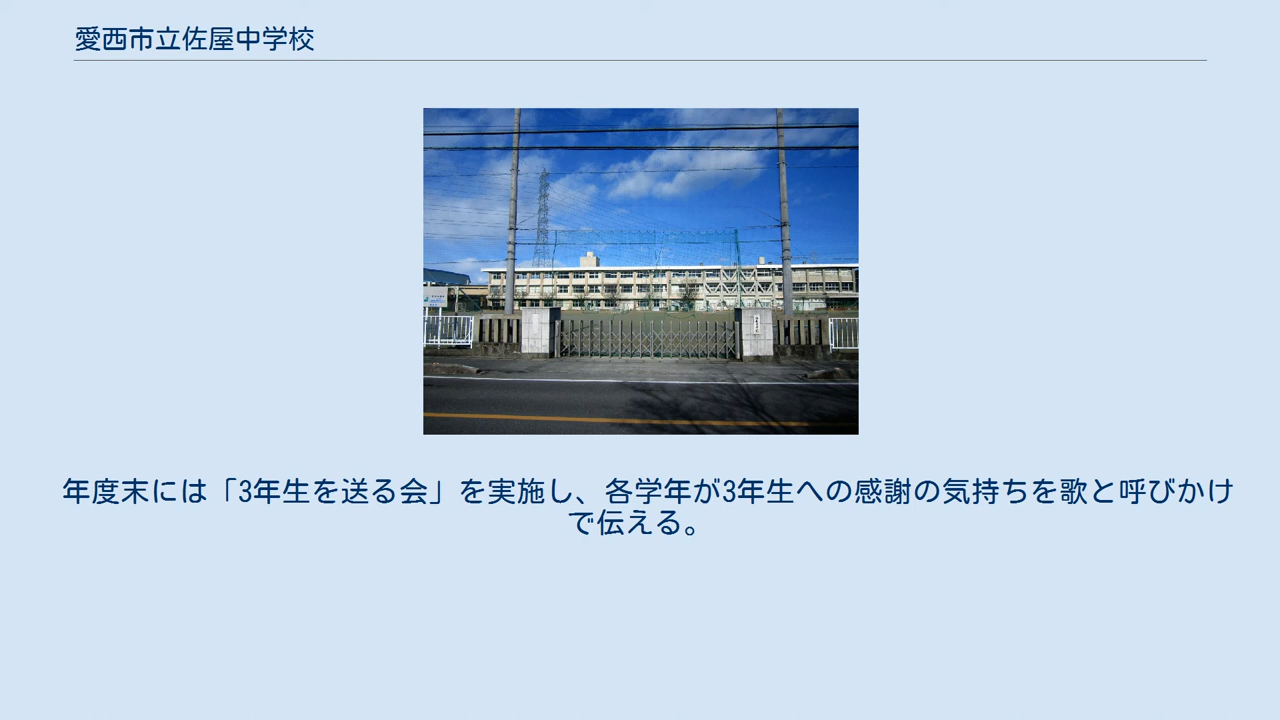 愛西市立佐屋中学校
年度末には「3年生を送る会」を実施し、各学年が3年生への感謝の気持ちを歌と呼びかけ
で伝える。